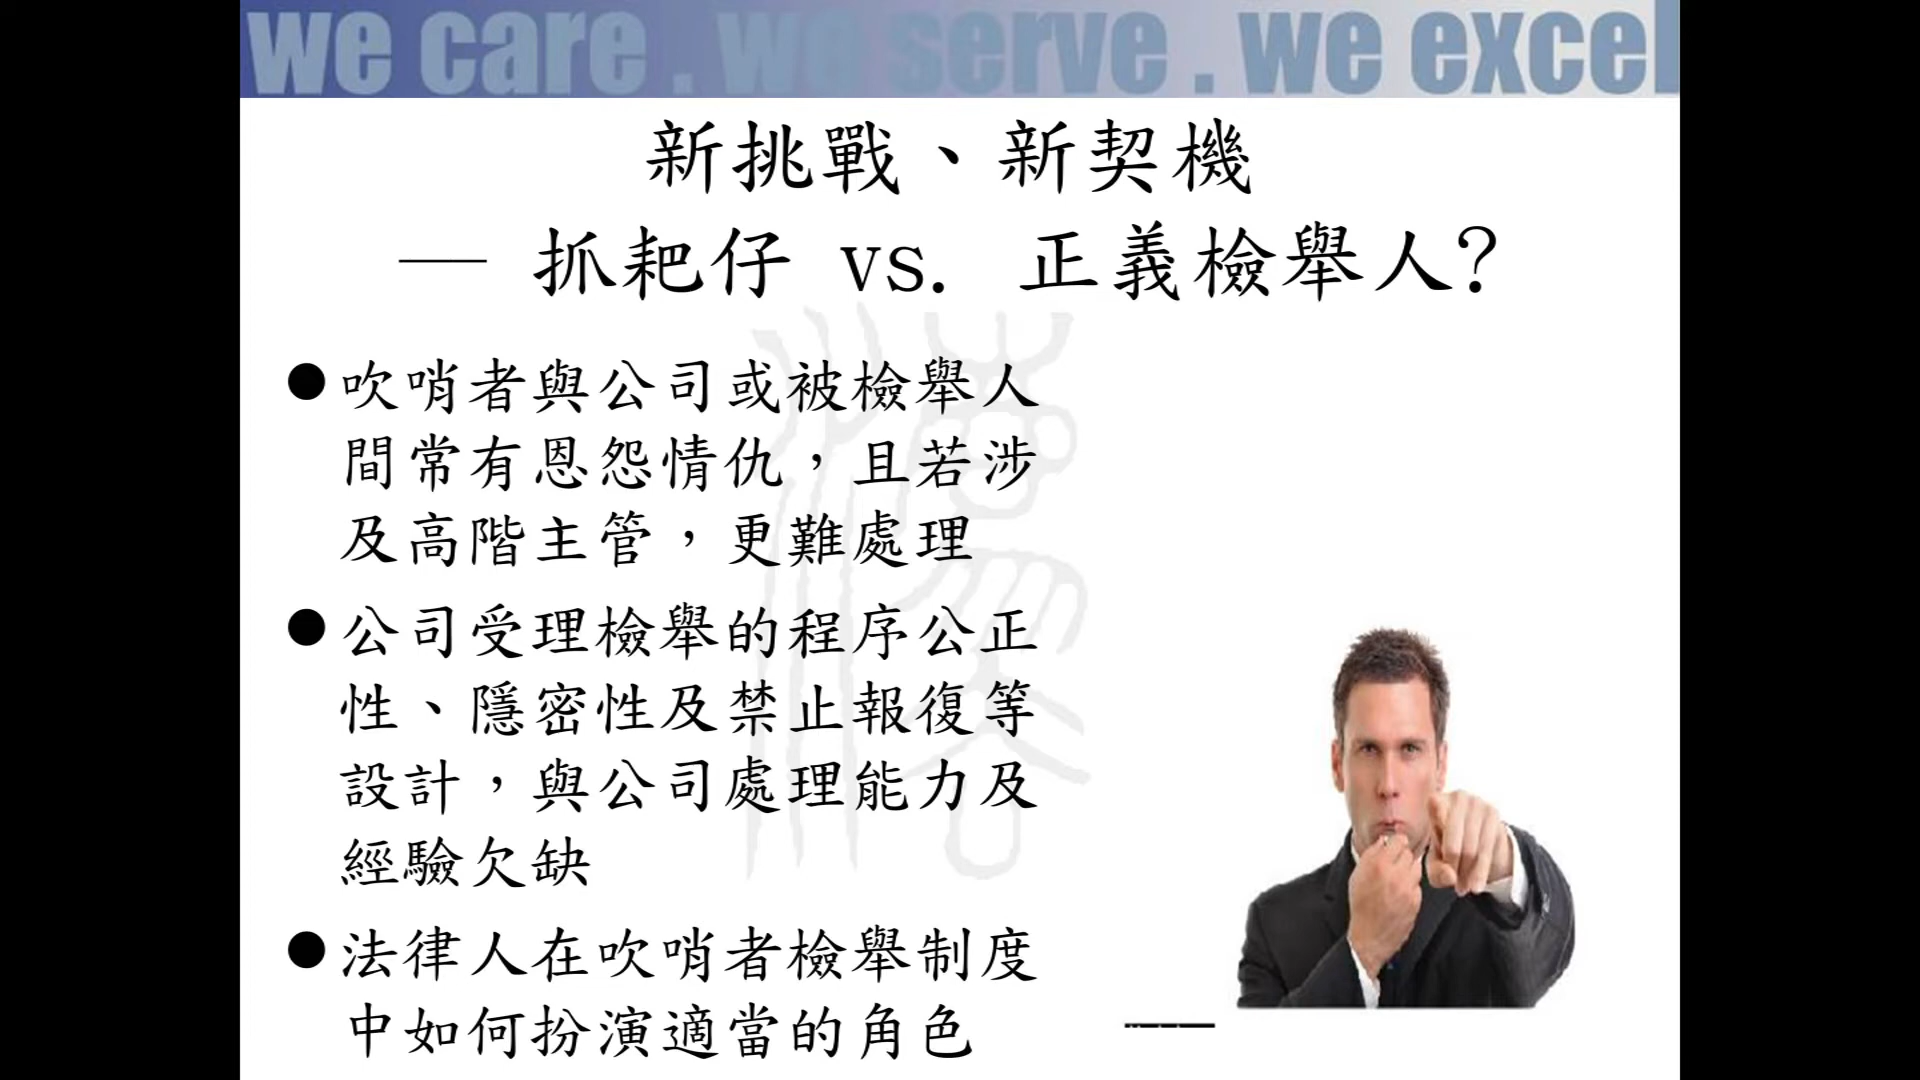 we care . we serve . we excel
新挑戰、新契機
— 抓耙仔 vs. 正義檢舉人?
●吹哨者與公司或被檢舉人
間常有恩怨情仇，且若涉
及高階主管，更難處理
●公司受理檢舉的程序公正
性、隱密性及禁止報復等
設計，與公司處理能力及
經驗欠缺
●法律人在吹哨者檢舉制度
中如何扮演適當的角色